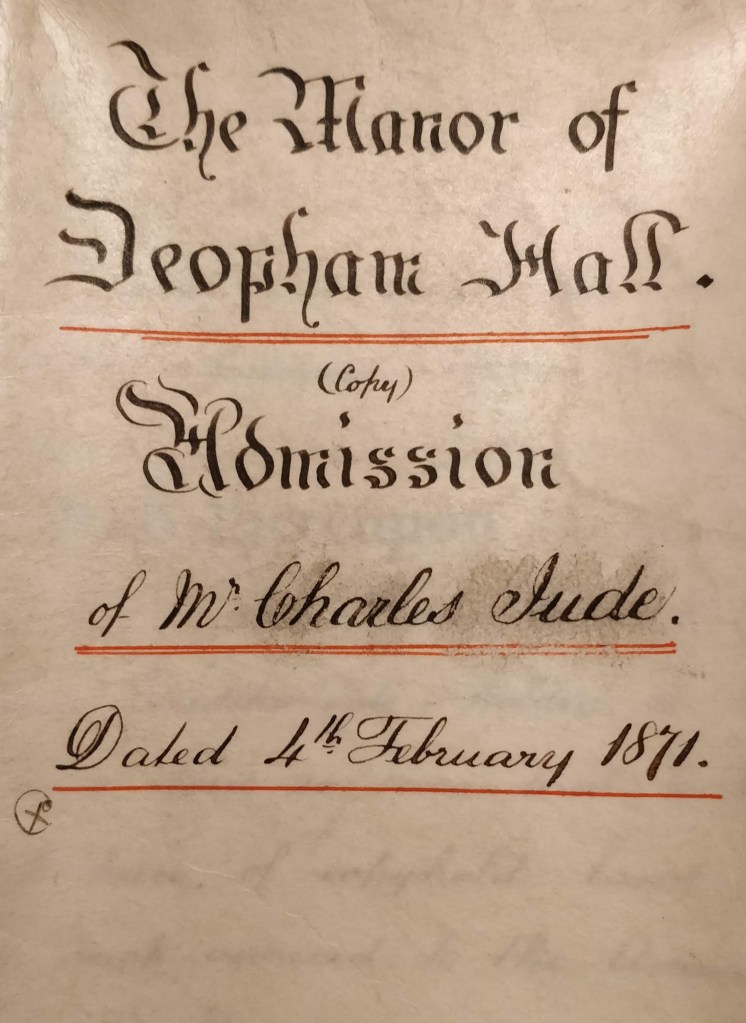 The Manor of
Deopham Hall.
(Copy)
Admission
of Mr. Charles Jude.
Dated 4th February 1871.